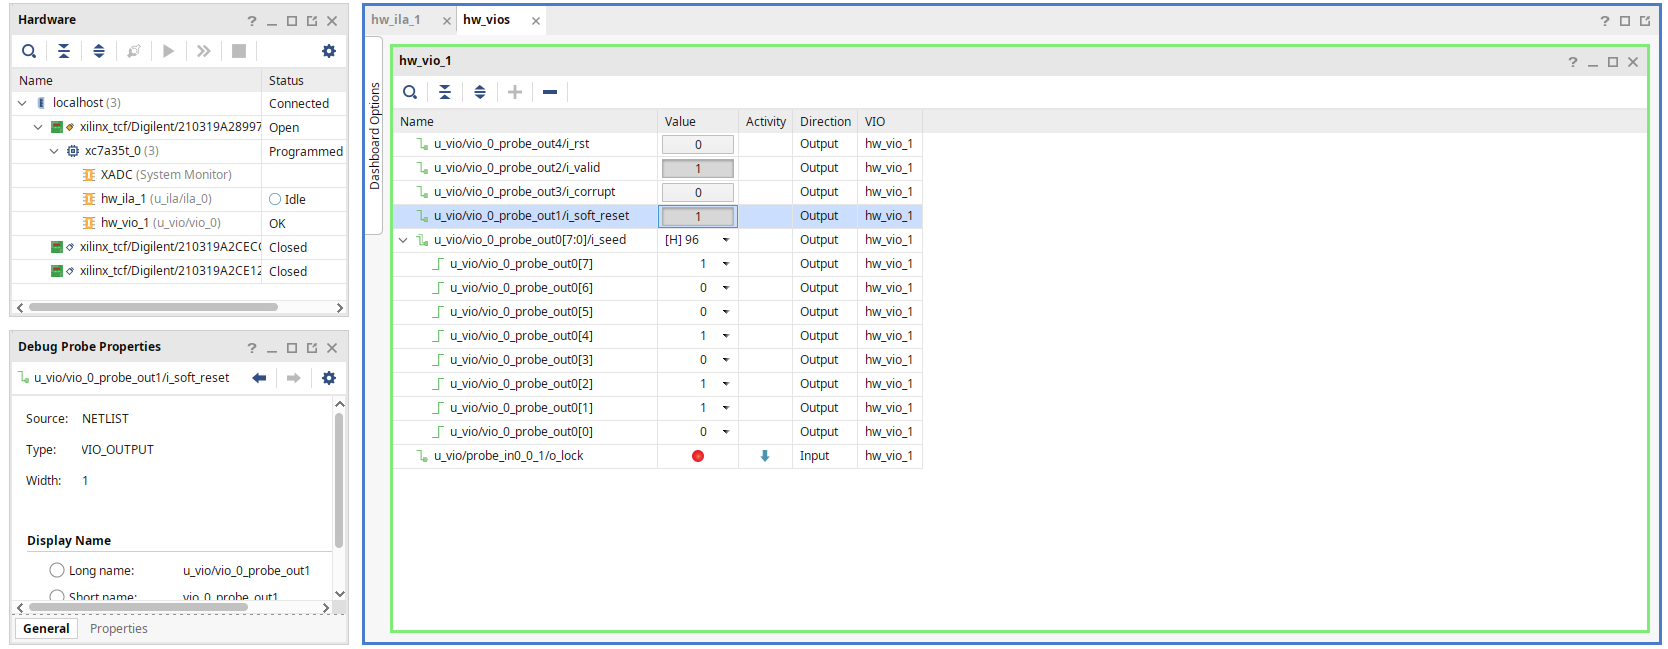 Hardware
Name Status
localhost (3) Connected
xilinx_tcf/Digilent/210319A28997 Open
xc7a35t_0 (3) Programmed
XADC (System Monitor)
hw_ila_1 (u_ila/ila_0) Idle
hw_vio_1 (u_vio/vio_0) OK
xilinx_tcf/Digilent/210319A2CEC Closed
xilinx_tcf/Digilent/210319A2CE12 Closed
Debug Probe Properties
u_vio/vio_0_probe_out1/i_soft_reset
Source: NETLIST
Type: VIO_OUTPUT
Width: 1
Display Name
Long name: u_vio/vio_0_probe_out1
Short name: vio_0_probe_out1
General Properties
hw_ila_1 hw_vios
Dashboard Options
hw_vio_1
Name Value Activity Direction VIO
u_vio/vio_0_probe_out4/i_rst 0 Output hw_vio_1
u_vio/vio_0_probe_out2/i_valid 1 Output hw_vio_1
u_vio/vio_0_probe_out3/i_corrupt 0 Output hw_vio_1
u_vio/vio_0_probe_out1/i_soft_reset 1 Output hw_vio_1
u_vio/vio_0_probe_out0[7:0]/i_seed [H] 96 Output hw_vio_1
u_vio/vio_0_probe_out0[7] 1 Output hw_vio_1
u_vio/vio_0_probe_out0[6] 0 Output hw_vio_1
u_vio/vio_0_probe_out0[5] 0 Output hw_vio_1
u_vio/vio_0_probe_out0[4] 1 Output hw_vio_1
u_vio/vio_0_probe_out0[3] 0 Output hw_vio_1
u_vio/vio_0_probe_out0[2] 1 Output hw_vio_1
u_vio/vio_0_probe_out0[1] 1 Output hw_vio_1
u_vio/vio_0_probe_out0[0] 0 Output hw_vio_1
u_vio/probe_in0_0_1/o_lock Input hw_vio_1